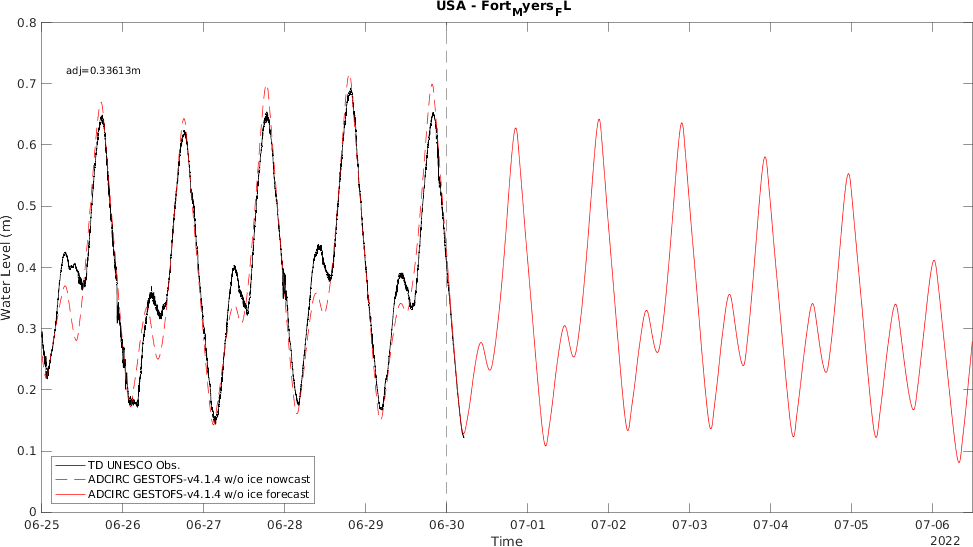 USA - FortMyersFL
adj=0.33613m
0.8
0.7
0.6
0.5
0.4
0.3
0.2
0.1
0
Water Level (m)
TD UNESCO Obs.
ADCIRC GESTOFS-v4.1.4 w/o ice nowcast
ADCIRC GESTOFS-v4.1.4 w/o ice forecast
06-25 06-26 06-27 06-28 06-29 06-30 07-01 07-02 07-03 07-04 07-05 07-06
Time
2022